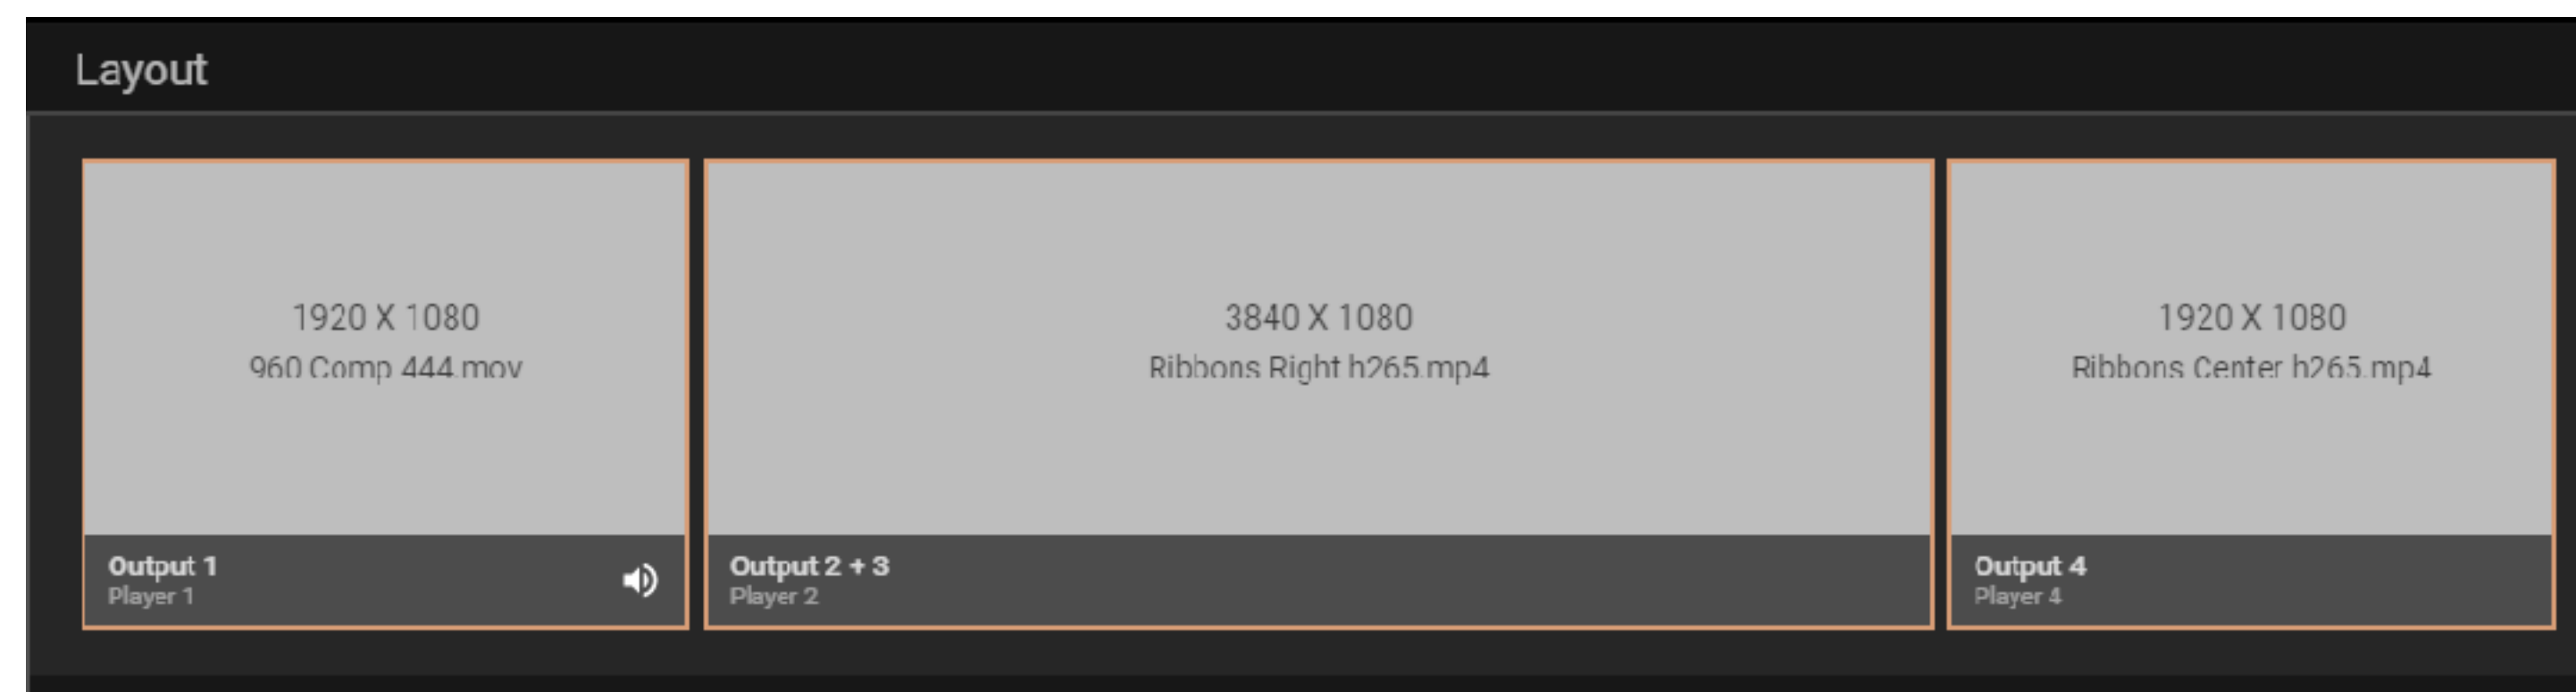 Layout
1920 X 1080
960 Comp 444.mov
Output 1
Player 1
3840 X 1080
Ribbons Right h265.mp4
Output 2 + 3
Player 2
1920 X 1080
Ribbons Center h265.mp4
Output 4
Player 4